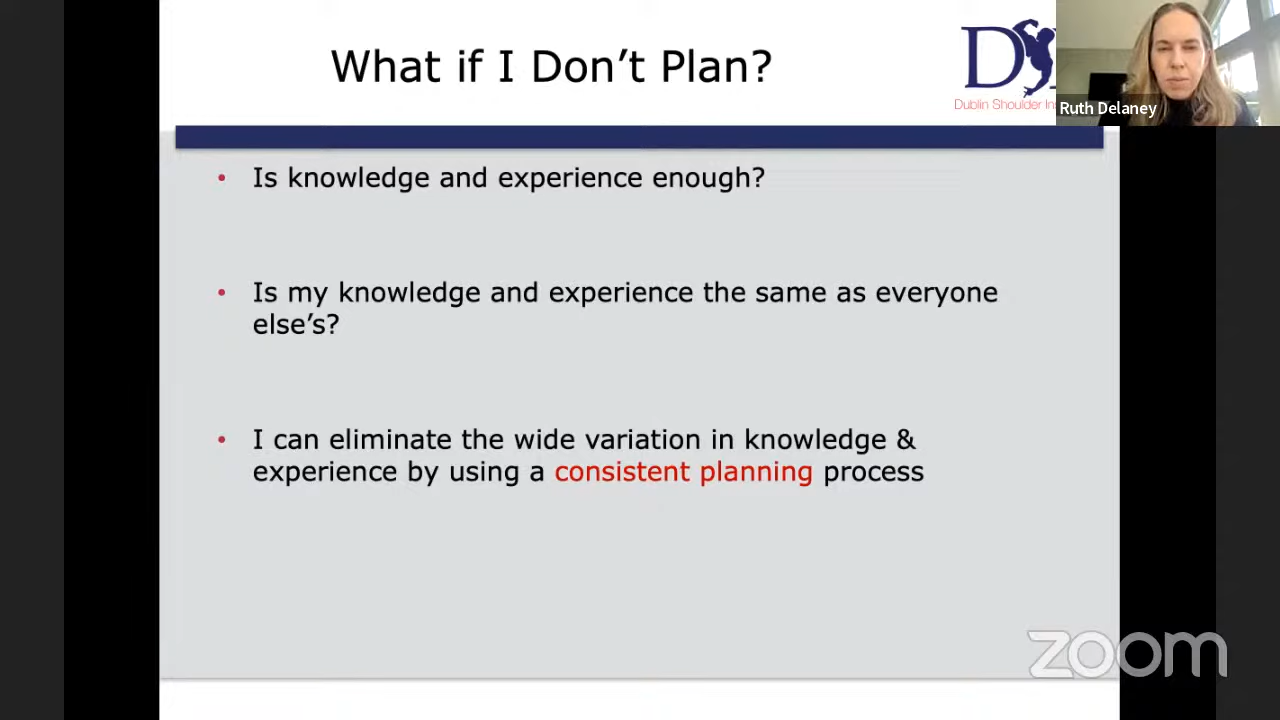 What if I Don't Plan?
D
Dublin Shoulder
Ruth Delaney
• Is knowledge and experience enough?
• Is my knowledge and experience the same as everyone
else's?
• I can eliminate the wide variation in knowledge &
experience by using a consistent planning process
zoom